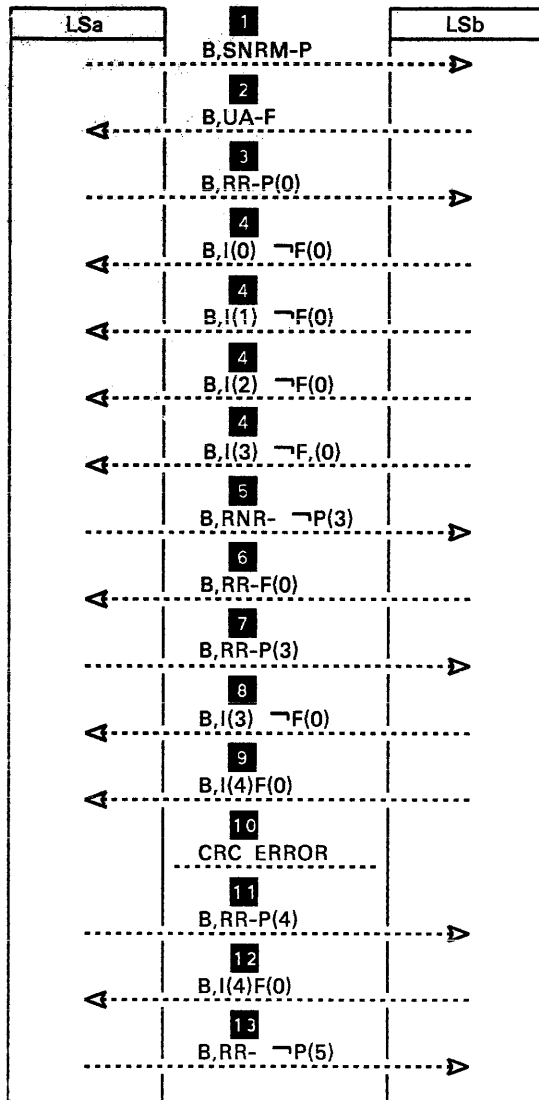 LSa
LSb
1
B,SNRM-P
2
B,UA-F
3
B,RR-P(0)
4
B,I(0) ¬F(0)
4
B,I(1) ¬F(0)
4
B,I(2) ¬F(0)
4
B,I(3) ¬F,(0)
5
B,RNR- ¬P(3)
6
B,RR-F(0)
7
B,RR-P(3)
8
B,I(3) ¬F(0)
9
B,I(4)F(0)
10
CRC ERROR
11
B,RR-P(4)
12
B,I(4)F(0)
13
B,RR- ¬P(5)